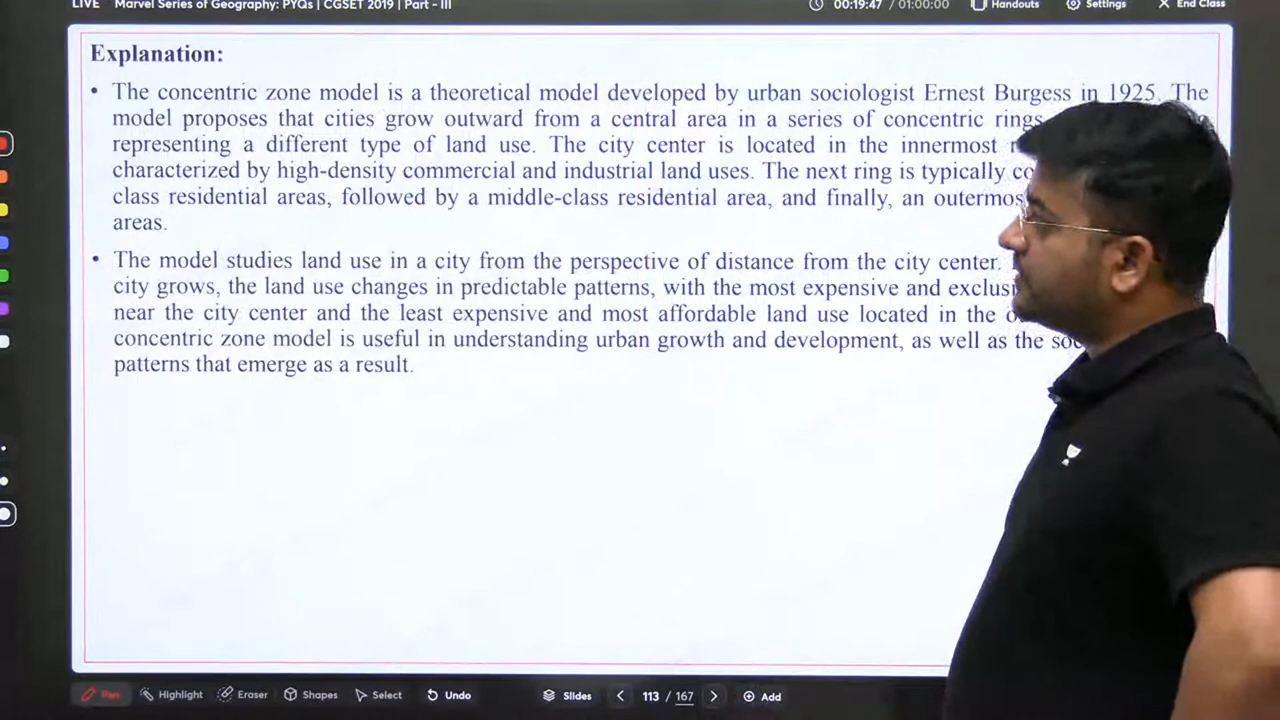 LIVE Marvel Series of Geography: PYQs | CGSET 2019 | Part - III 00:19:47 / 01:00:00 Handouts Settings End Class
Explanation:
• The concentric zone model is a theoretical model developed by urban sociologist Ernest Burgess in 1925. The
model proposes that cities grow outward from a central area in a series of concentric rings
representing a different type of land use. The city center is located in the innermost
characterized by high-density commercial and industrial land uses. The next ring is typically
class residential areas, followed by a middle-class residential area, and finally, an outermost
areas.
• The model studies land use in a city from the perspective of distance from the city center.
city grows, the land use changes in predictable patterns, with the most expensive and
near the city center and the least expensive and most affordable land use located in the
concentric zone model is useful in understanding urban growth and development, as well as the
patterns that emerge as a result.
Pen Highlight Eraser Shapes Select Undo Slides 113 / 167 Add